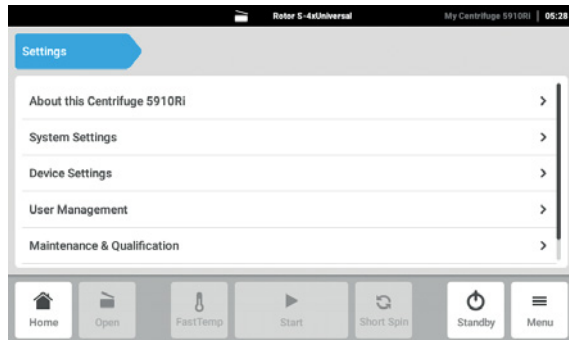 Rotor S-4xUniversal My Centrifuge 5910Ri | 05:28
Settings
About this Centrifuge 5910Ri
System Settings
Device Settings
User Management
Maintenance & Qualification
Home Open FastTemp Start Short Spin Standby Menu